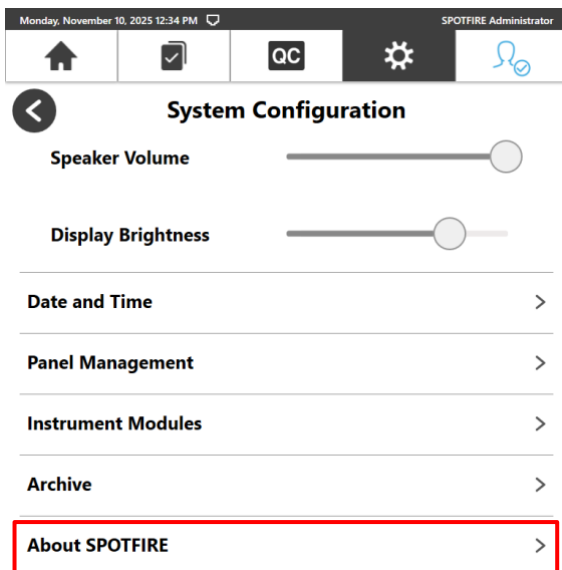 Monday, November 10, 2025 12:34 PM SPOTFIRE Administrator
QC
System Configuration
Speaker Volume
Display Brightness
Date and Time
Panel Management
Instrument Modules
Archive
About SPOTFIRE